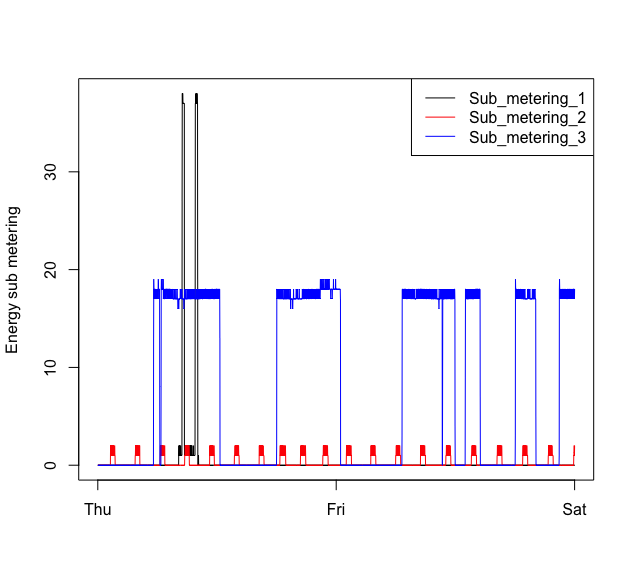 Sub_metering_1
Sub_metering_2
Sub_metering_3
Energy sub metering
30
20
10
0
Thu
Fri
Sat